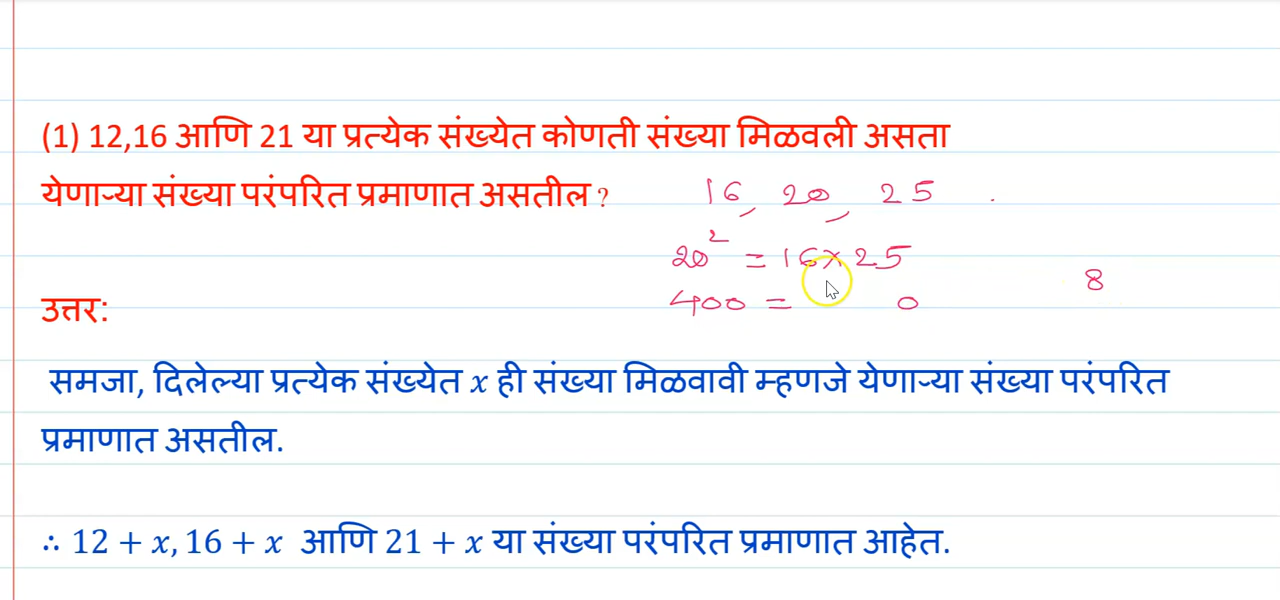 (1) 12,16 आणि 21 या प्रत्येक संख्येत कोणती संख्या मिळवली असता
येणाऱ्या संख्या परंपरित प्रमाणात असतील ?
16, 20, 25
20² = 16×25
400 = 0
8
उत्तर:
समजा, दिलेल्या प्रत्येक संख्येत x ही संख्या मिळवावी म्हणजे येणाऱ्या संख्या परंपरित
प्रमाणात असतील.
∴ 12 + x, 16 + x आणि 21 + x या संख्या परंपरित प्रमाणात आहेत.